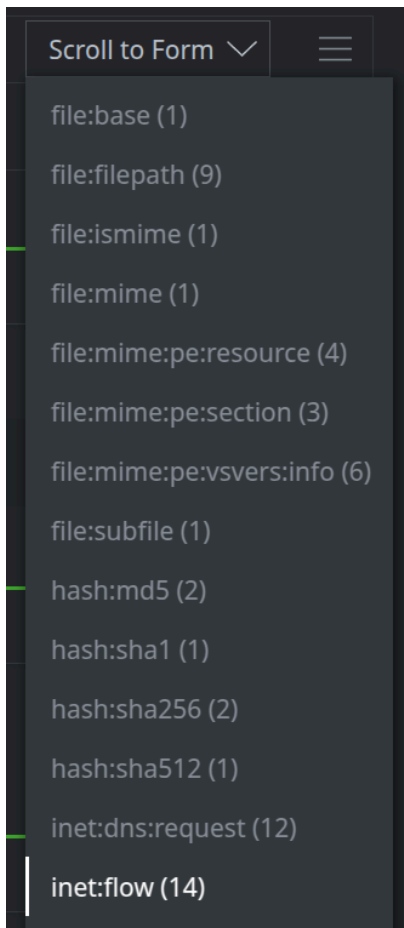 Scroll to Form
file:base (1)
file:filepath (9)
file:ismime (1)
file:mime (1)
file:mime:pe:resource (4)
file:mime:pe:section (3)
file:mime:pe:vsvers:info (6)
file:subfile (1)
hash:md5 (2)
hash:sha1 (1)
hash:sha256 (2)
hash:sha512 (1)
inet:dns:request (12)
inet:flow (14)